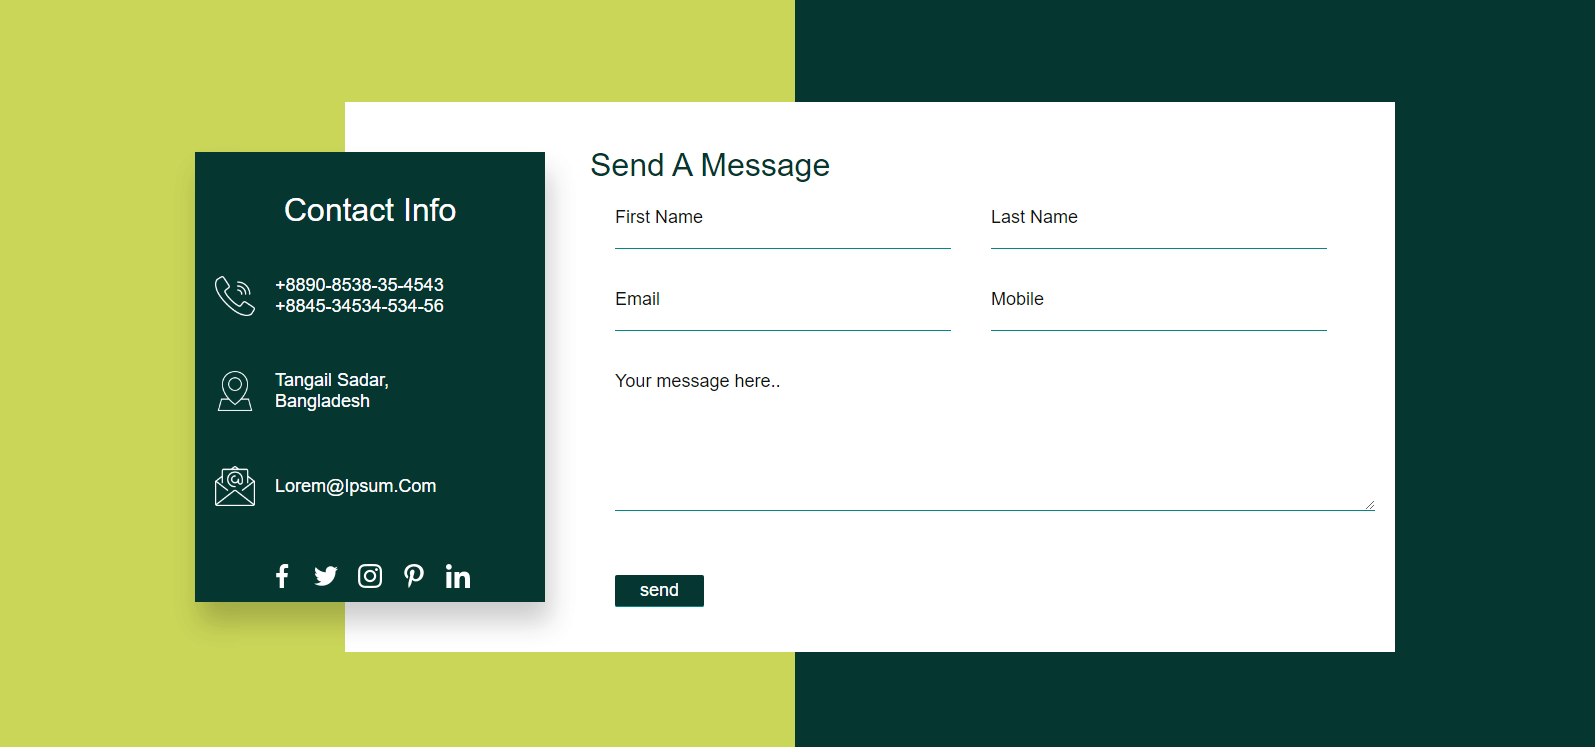 Contact Info
+8890-8538-35-4543
+8845-34534-534-56
Tangail Sadar,
Bangladesh
Lorem@Ipsum.Com
Send A Message
First Name
Last Name
Email
Mobile
Your message here..
send